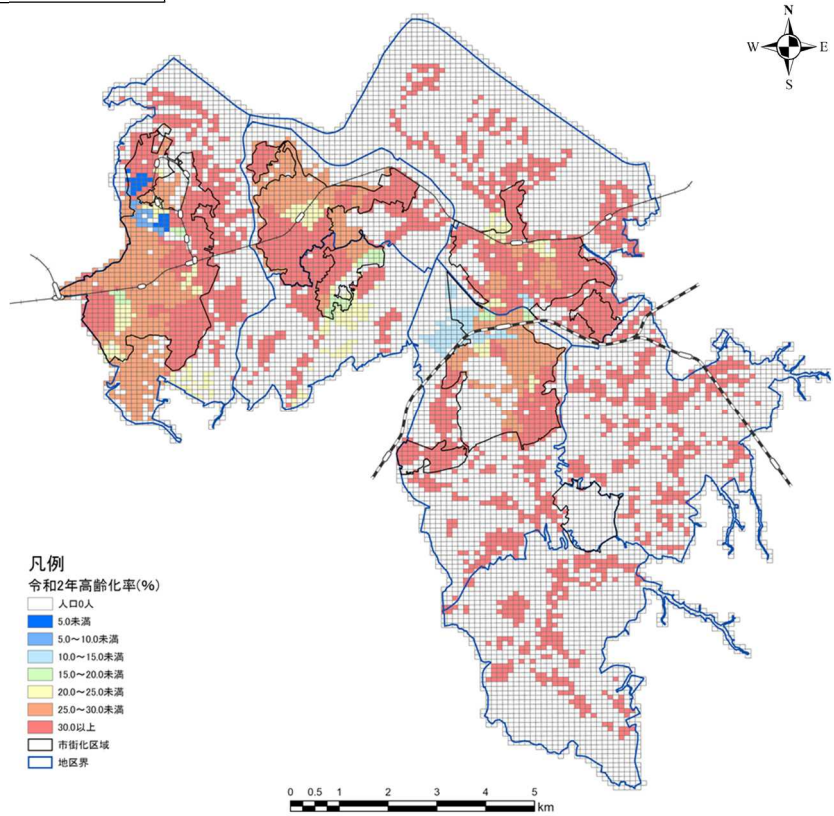 N
W E
S
凡例
令和2年高齢化率(%)
人口0人
5.0未満
5.0～10.0未満
10.0～15.0未満
15.0～20.0未満
20.0～25.0未満
25.0～30.0未満
30.0以上
市街化区域
地区界
0 0.5 1 2 3 4 5
km